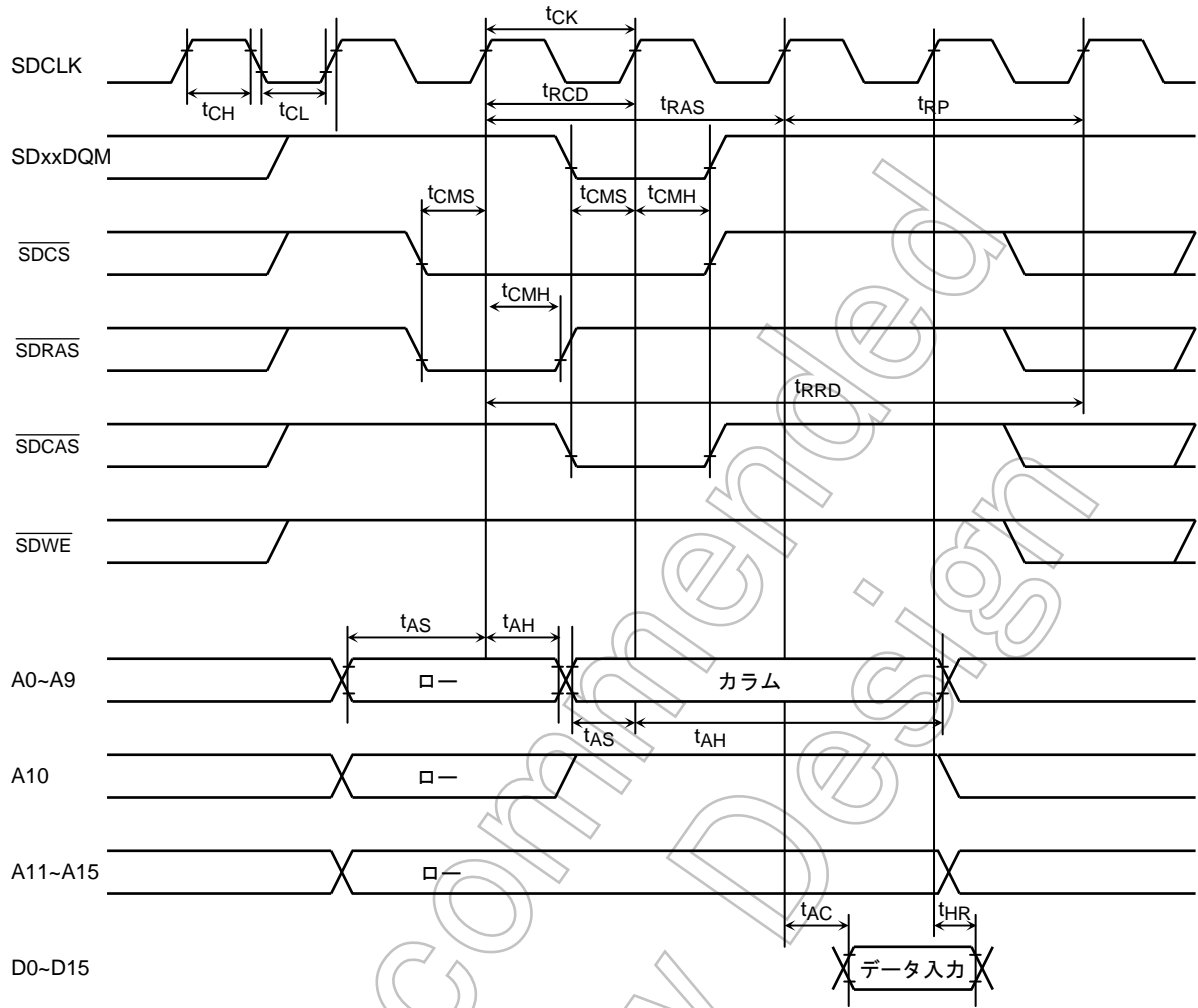 tCK
SDCLK
tCH
tCL
tRCD
tRAS
tRP
SDxxDQM
tCMS
tCMS
tCMH
SDCS
tCMH
SDRAS
tRRD
SDCAS
SDWE
tAS
tAH
A0~A9
ロー
カラム
tAS
tAH
A10
ロー
A11~A15
ロー
tAC
tHR
D0~D15
データ入力
commended
Design